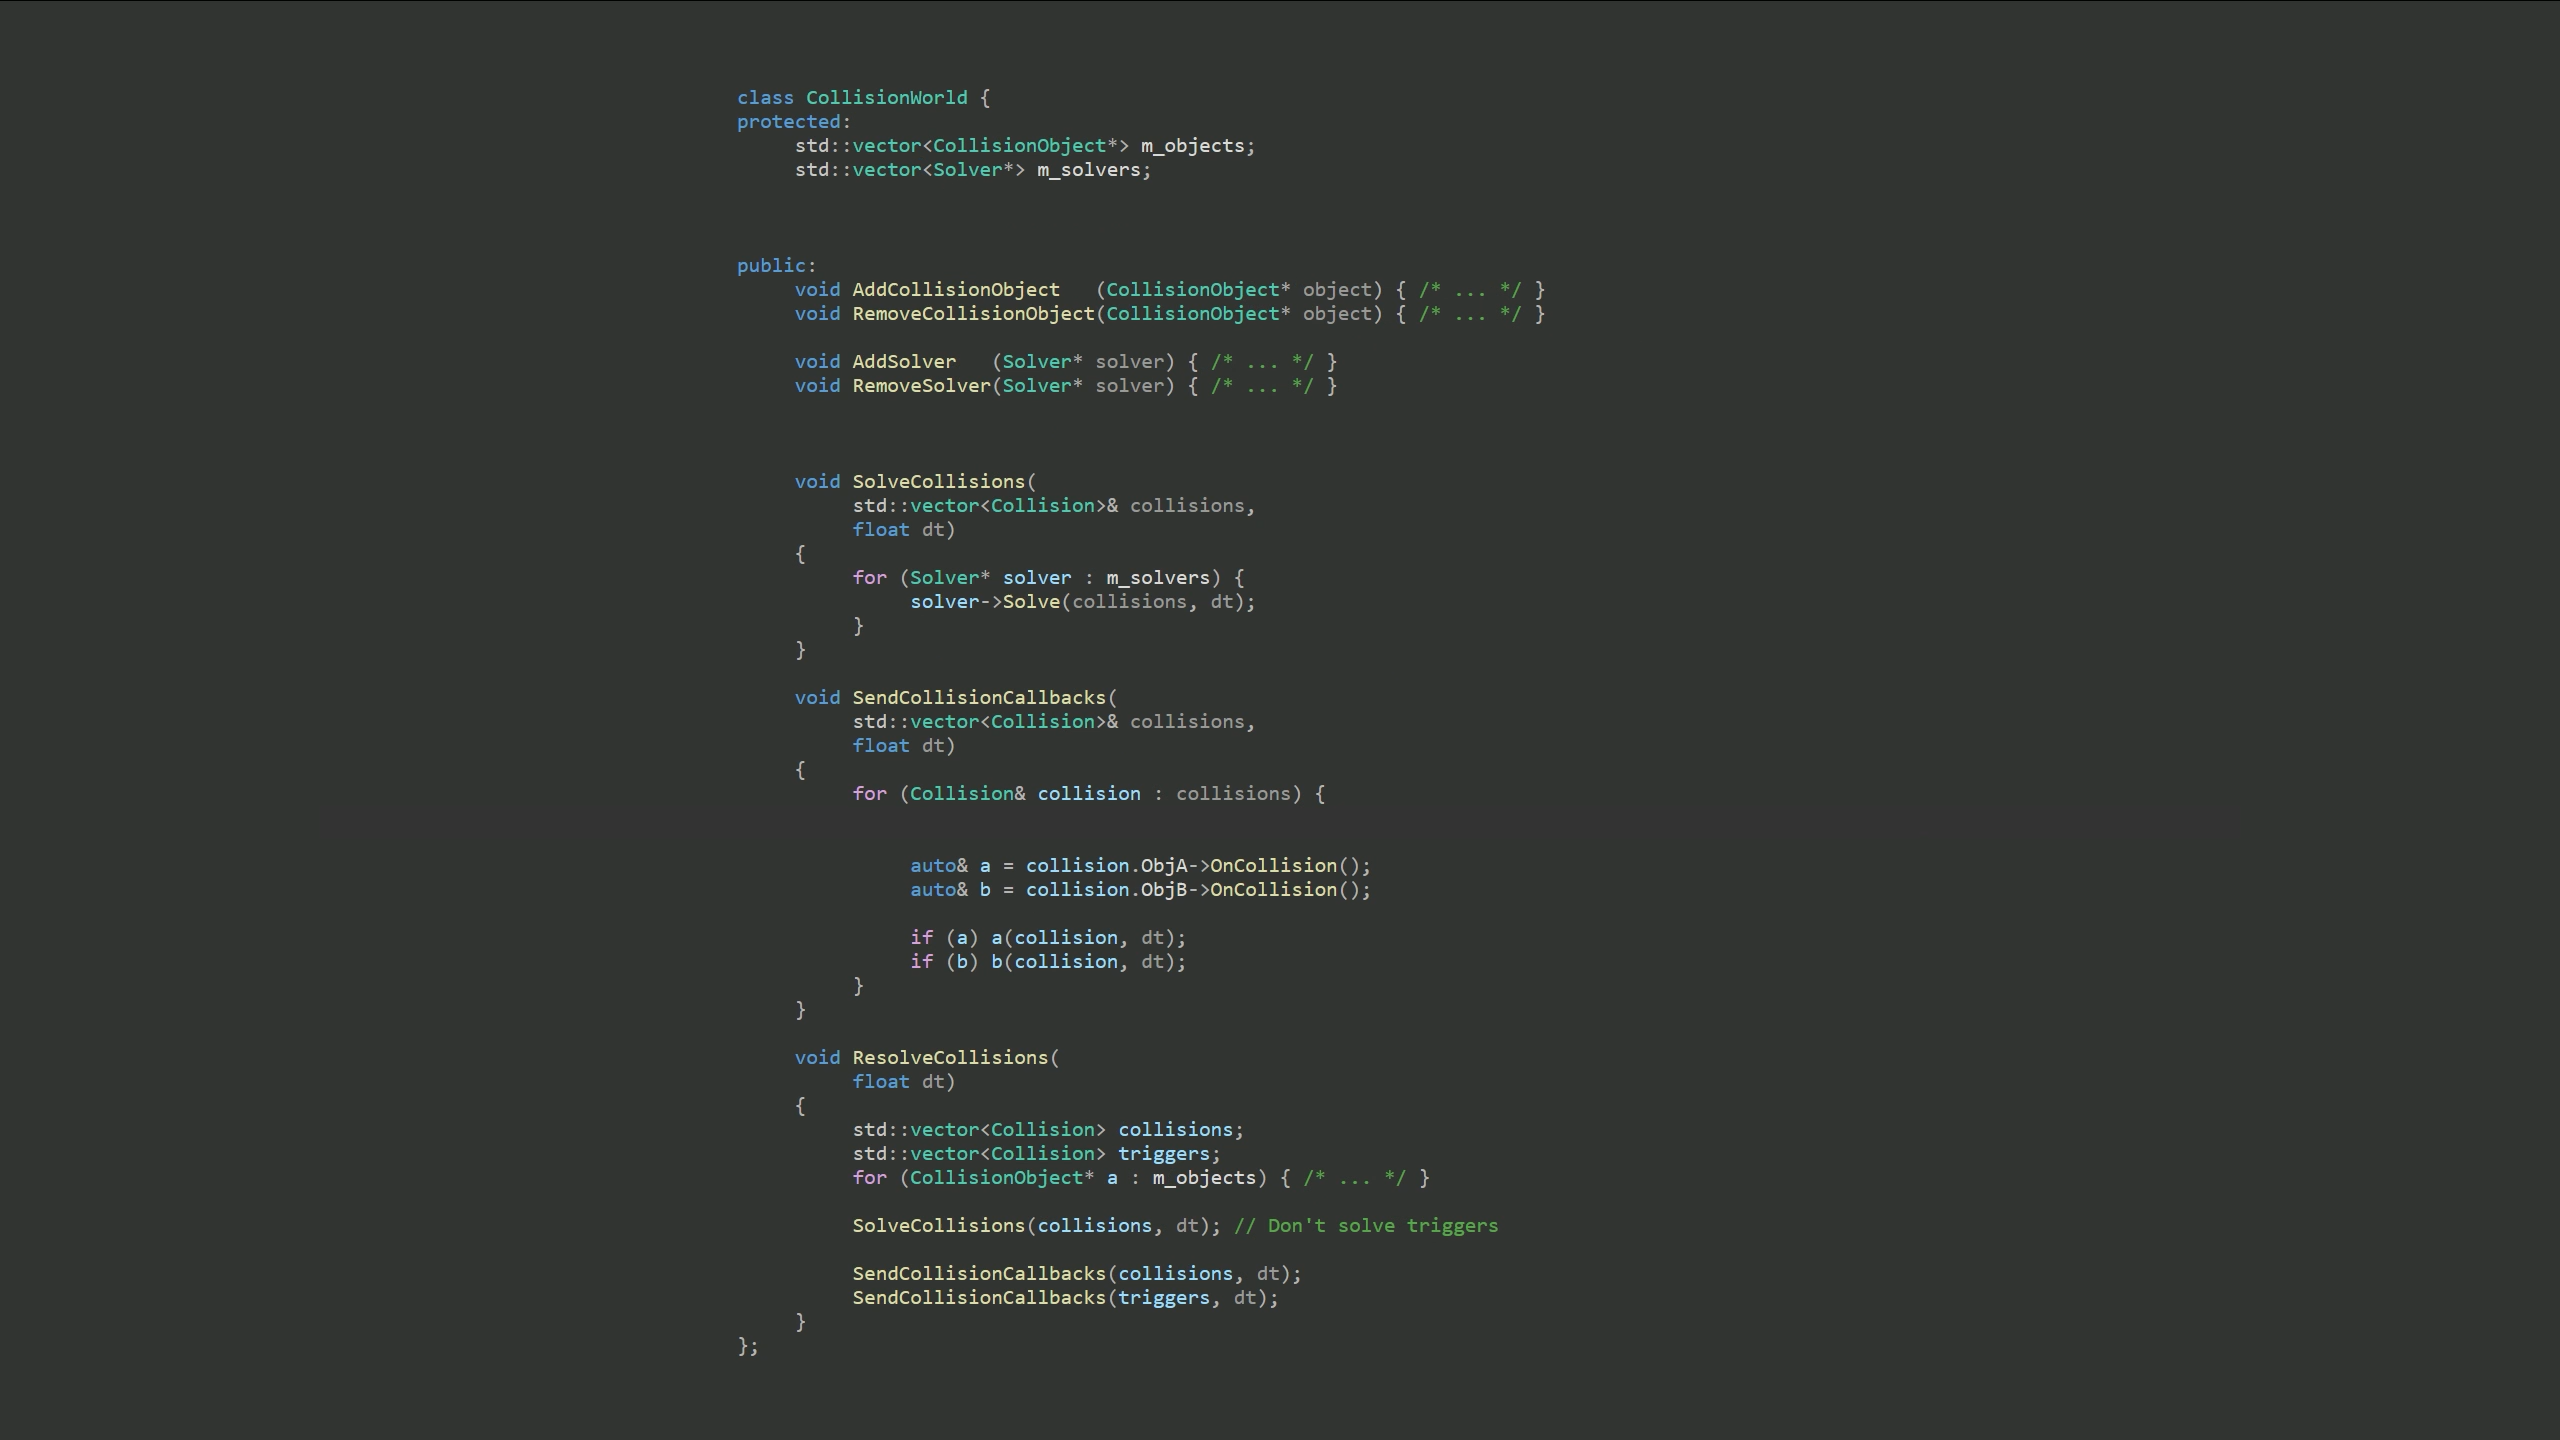 class CollisionWorld {
protected:
     std::vector<CollisionObject*> m_objects;
     std::vector<Solver*> m_solvers;
public:
     void AddCollisionObject   (CollisionObject* object) { /* ... */ }
     void RemoveCollisionObject(CollisionObject* object) { /* ... */ }
     void AddSolver   (Solver* solver) { /* ... */ }
     void RemoveSolver(Solver* solver) { /* ... */ }
     void SolveCollisions(
          std::vector<Collision>& collisions,
          float dt)
     {
          for (Solver* solver : m_solvers) {
               solver->Solve(collisions, dt);
          }
     }
     void SendCollisionCallbacks(
          std::vector<Collision>& collisions,
          float dt)
     {
          for (Collision& collision : collisions) {
               auto& a = collision.ObjA->OnCollision();
               auto& b = collision.ObjB->OnCollision();
               if (a) a(collision, dt);
               if (b) b(collision, dt);
          }
     }
     void ResolveCollisions(
          float dt)
     {
          std::vector<Collision> collisions;
          std::vector<Collision> triggers;
          for (CollisionObject* a : m_objects) { /* ... */ }
          SolveCollisions(collisions, dt); // Don't solve triggers
          SendCollisionCallbacks(collisions, dt);
          SendCollisionCallbacks(triggers, dt);
     }
};